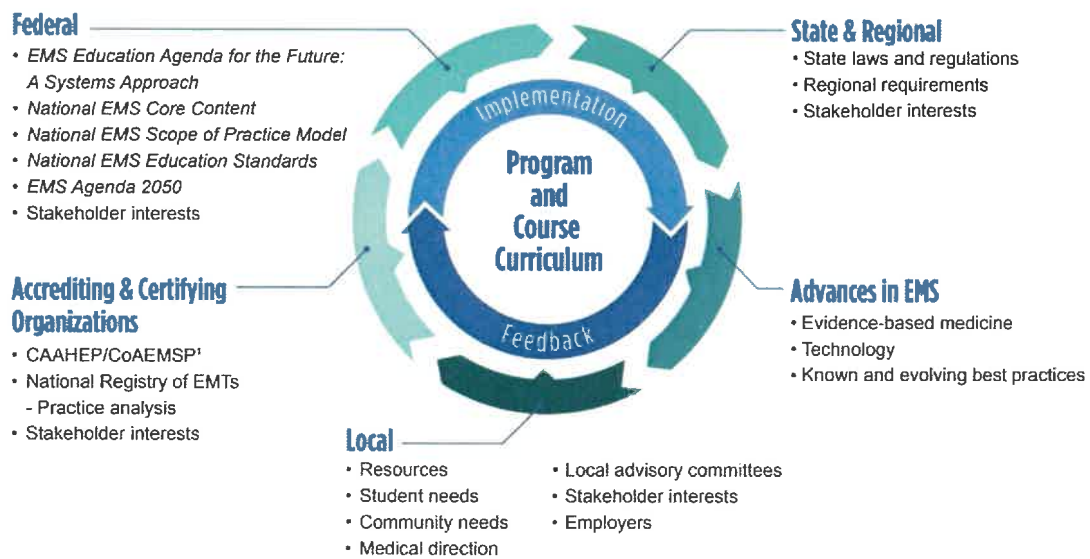 Federal
• EMS Education Agenda for the Future:
A Systems Approach
• National EMS Core Content
• National EMS Scope of Practice Model
• National EMS Education Standards
• EMS Agenda 2050
• Stakeholder interests
State & Regional
• State laws and regulations
• Regional requirements
• Stakeholder interests
Implementation
Program
and
Course
Curriculum
Feedback
Accrediting & Certifying
Organizations
• CAAHEP/CoAEMSP¹
• National Registry of EMTs
- Practice analysis
• Stakeholder interests
Advances in EMS
• Evidence-based medicine
• Technology
• Known and evolving best practices
Local
• Resources
• Student needs
• Community needs
• Medical direction
• Local advisory committees
• Stakeholder interests
• Employers